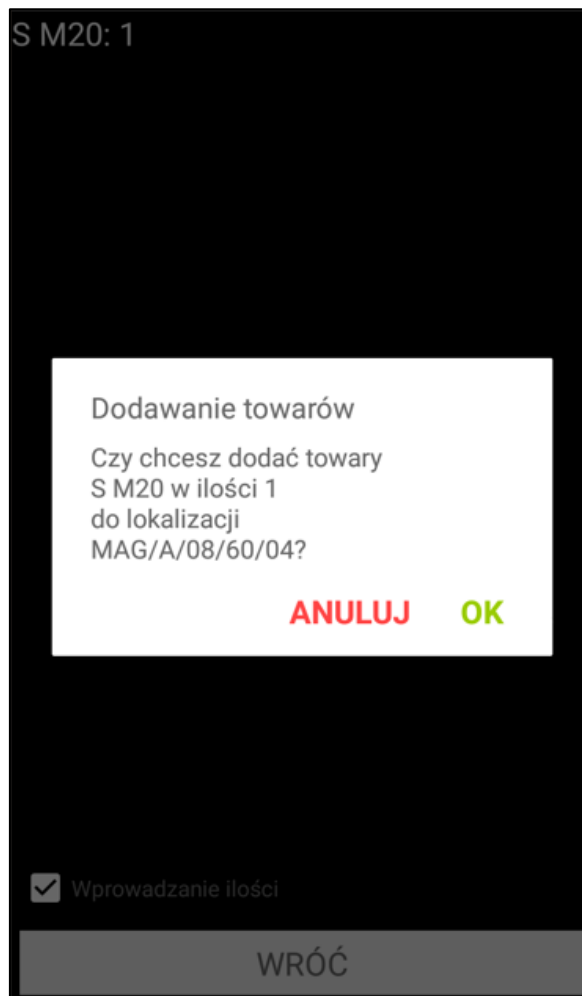 S M20: 1
Dodawanie towarów
Czy chcesz dodać towary
S M20 w ilości 1
do lokalizacji
MAG/A/08/60/04?
ANULUJ OK
Wprowadzanie ilości
WRÓĆ